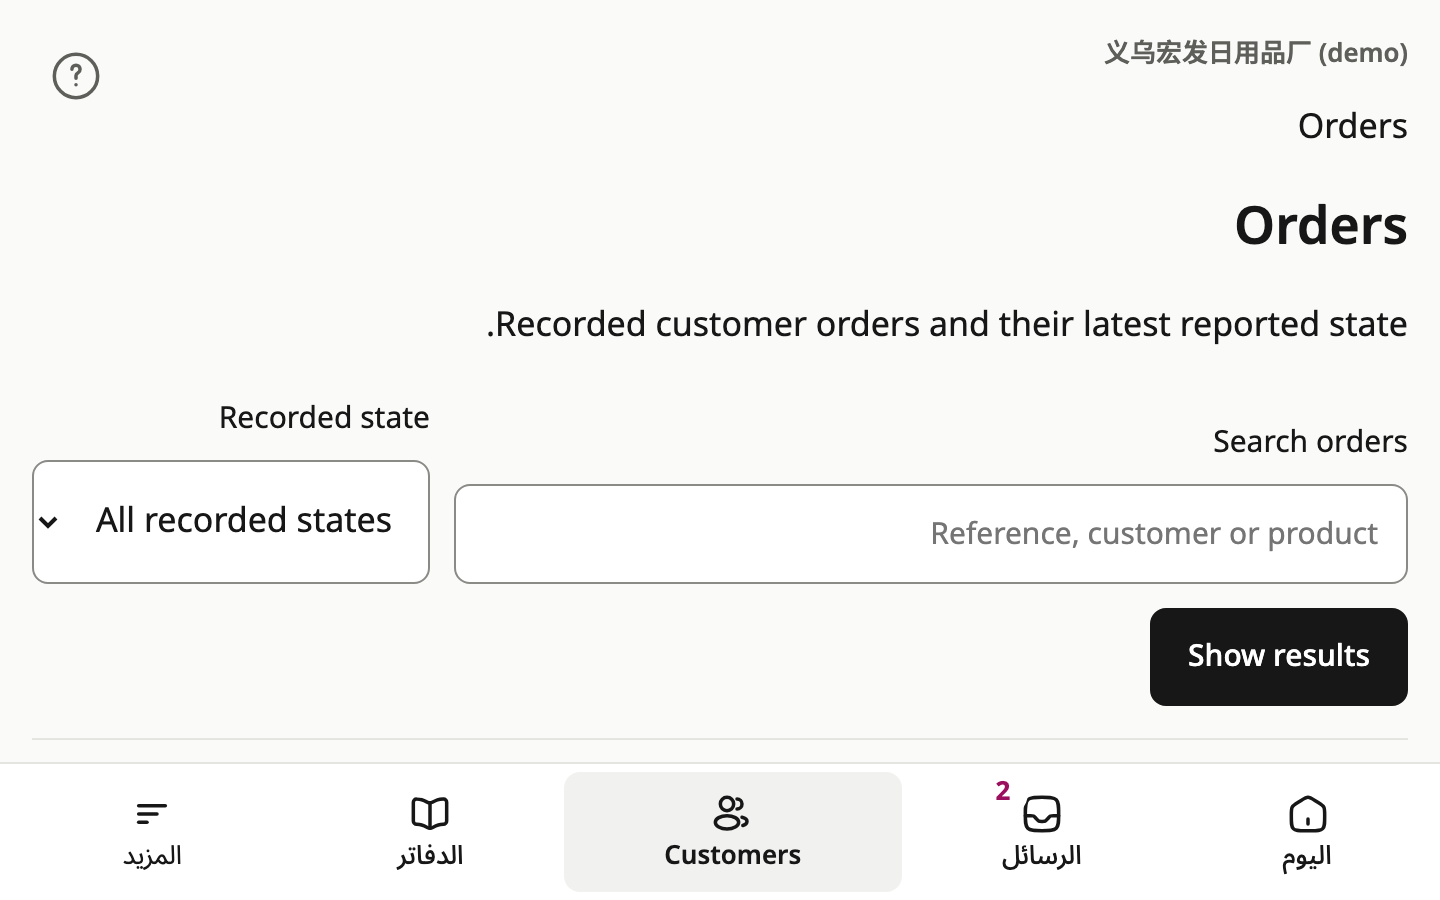 义乌宏发日用品厂 (demo)
Orders
Orders
Recorded customer orders and their latest reported state.
Search orders
Reference, customer or product
Recorded state
All recorded states
Show results
اليوم
2
الرسائل
Customers
الدفاتر
المزيد